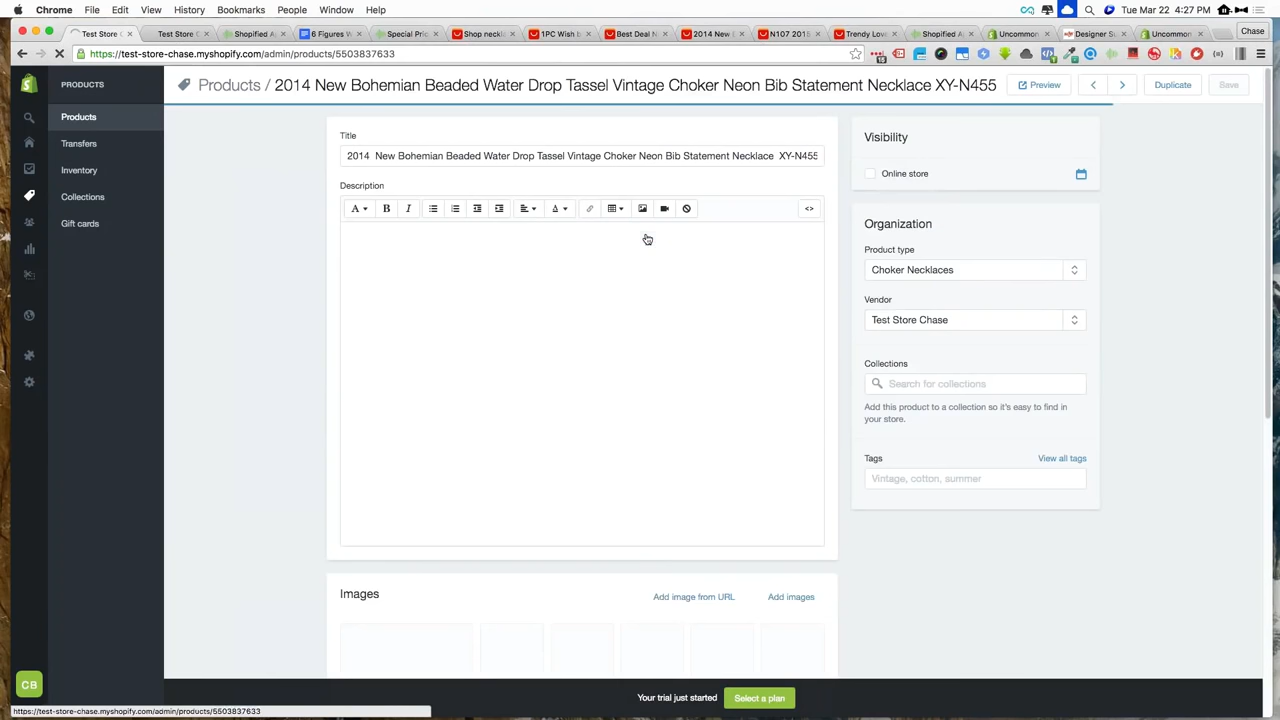 Chrome File Edit View History Bookmarks People Window Help Tue Mar 22 4:27 PM
Test Store C Test Store C Shopified Ap 6 Figures W Special Pric Shop neckla 1PC Wish b Best Deal N 2014 New B N107 2015 Trendy Love Shopified Ap Uncommon Designer Sv Uncommon Chase
https://test-store-chase.myshopify.com/admin/products/5503837633
PRODUCTS
Products / 2014 New Bohemian Beaded Water Drop Tassel Vintage Choker Neon Bib Statement Necklace XY-N455
Preview
Duplicate
Save
Products
Transfers
Inventory
Collections
Gift cards
Title
2014 New Bohemian Beaded Water Drop Tassel Vintage Choker Neon Bib Statement Necklace XY-N455
Description
A B I A <>
Visibility
Online store
Organization
Product type
Choker Necklaces
Vendor
Test Store Chase
Collections
Search for collections
Add this product to a collection so it's easy to find in
your store.
Tags View all tags
Vintage, cotton, summer
Images Add image from URL Add images
CB
Your trial just started Select a plan
https://test-store-chase.myshopify.com/admin/products/5503837633